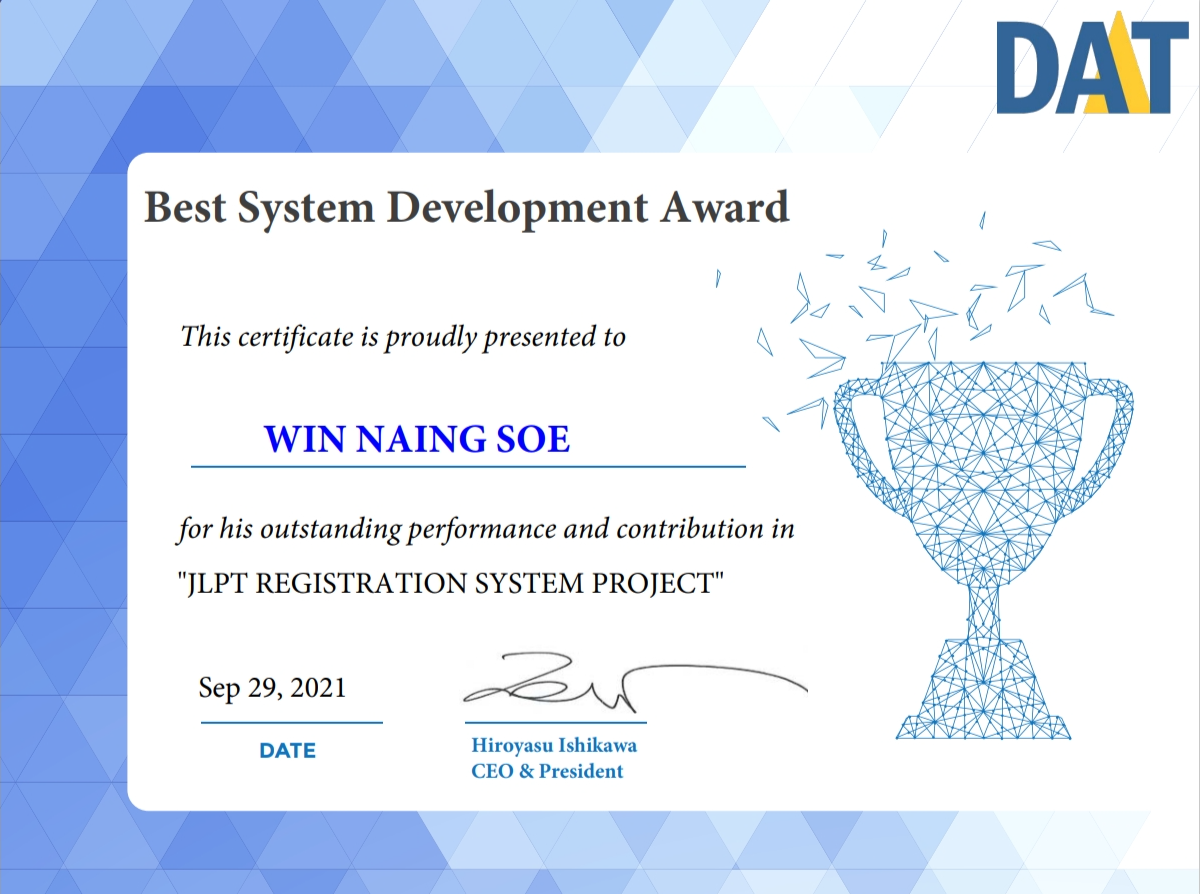 DAT
Best System Development Award
This certificate is proudly presented to
WIN NAING SOE
for his outstanding performance and contribution in
"JLPT REGISTRATION SYSTEM PROJECT"
Sep 29, 2021
DATE
Hiroyasu Ishikawa
CEO & President